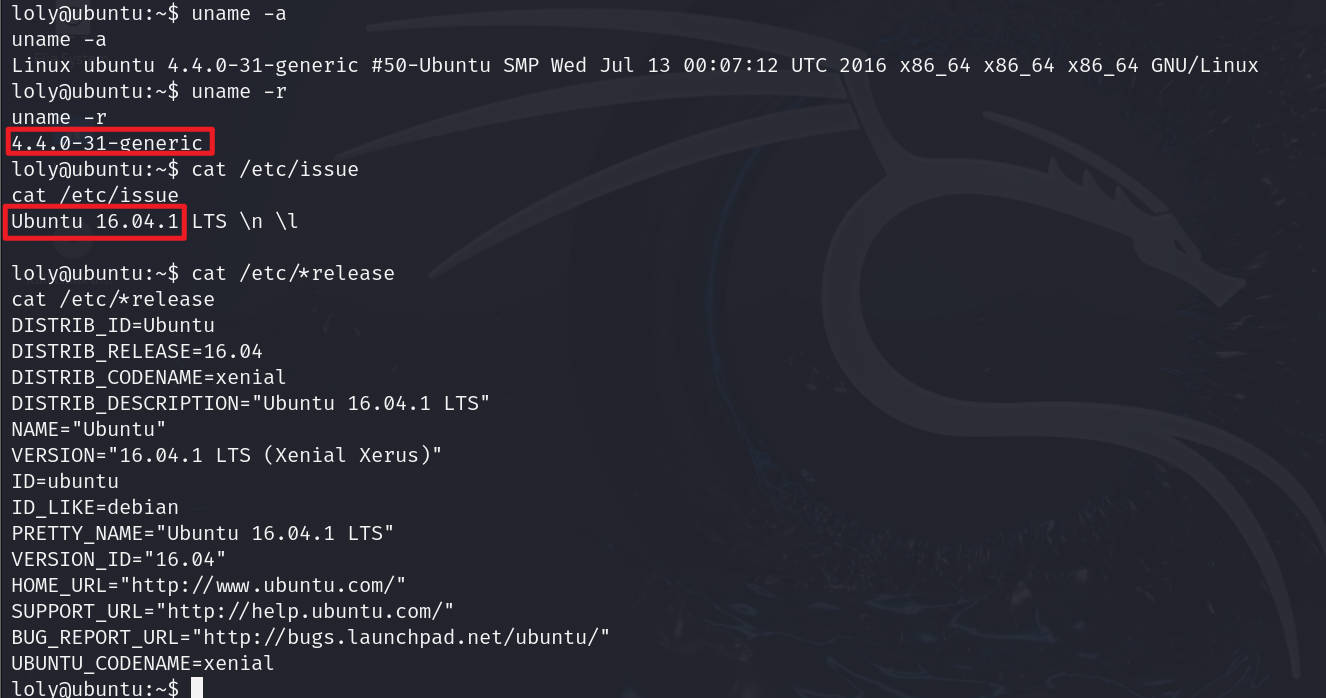 loly@ubuntu:~$ uname -a
uname -a
Linux ubuntu 4.4.0-31-generic #50-Ubuntu SMP Wed Jul 13 00:07:12 UTC 2016 x86_64 x86_64 x86_64 GNU/Linux
loly@ubuntu:~$ uname -r
uname -r
4.4.0-31-generic
loly@ubuntu:~$ cat /etc/issue
cat /etc/issue
Ubuntu 16.04.1 LTS \n \l
loly@ubuntu:~$ cat /etc/*release
cat /etc/*release
DISTRIB_ID=Ubuntu
DISTRIB_RELEASE=16.04
DISTRIB_CODENAME=xenial
DISTRIB_DESCRIPTION="Ubuntu 16.04.1 LTS"
NAME="Ubuntu"
VERSION="16.04.1 LTS (Xenial Xerus)"
ID=ubuntu
ID_LIKE=debian
PRETTY_NAME="Ubuntu 16.04.1 LTS"
VERSION_ID="16.04"
HOME_URL="http://www.ubuntu.com/"
SUPPORT_URL="http://help.ubuntu.com/"
BUG_REPORT_URL="http://bugs.launchpad.net/ubuntu/"
UBUNTU_CODENAME=xenial
loly@ubuntu:~$